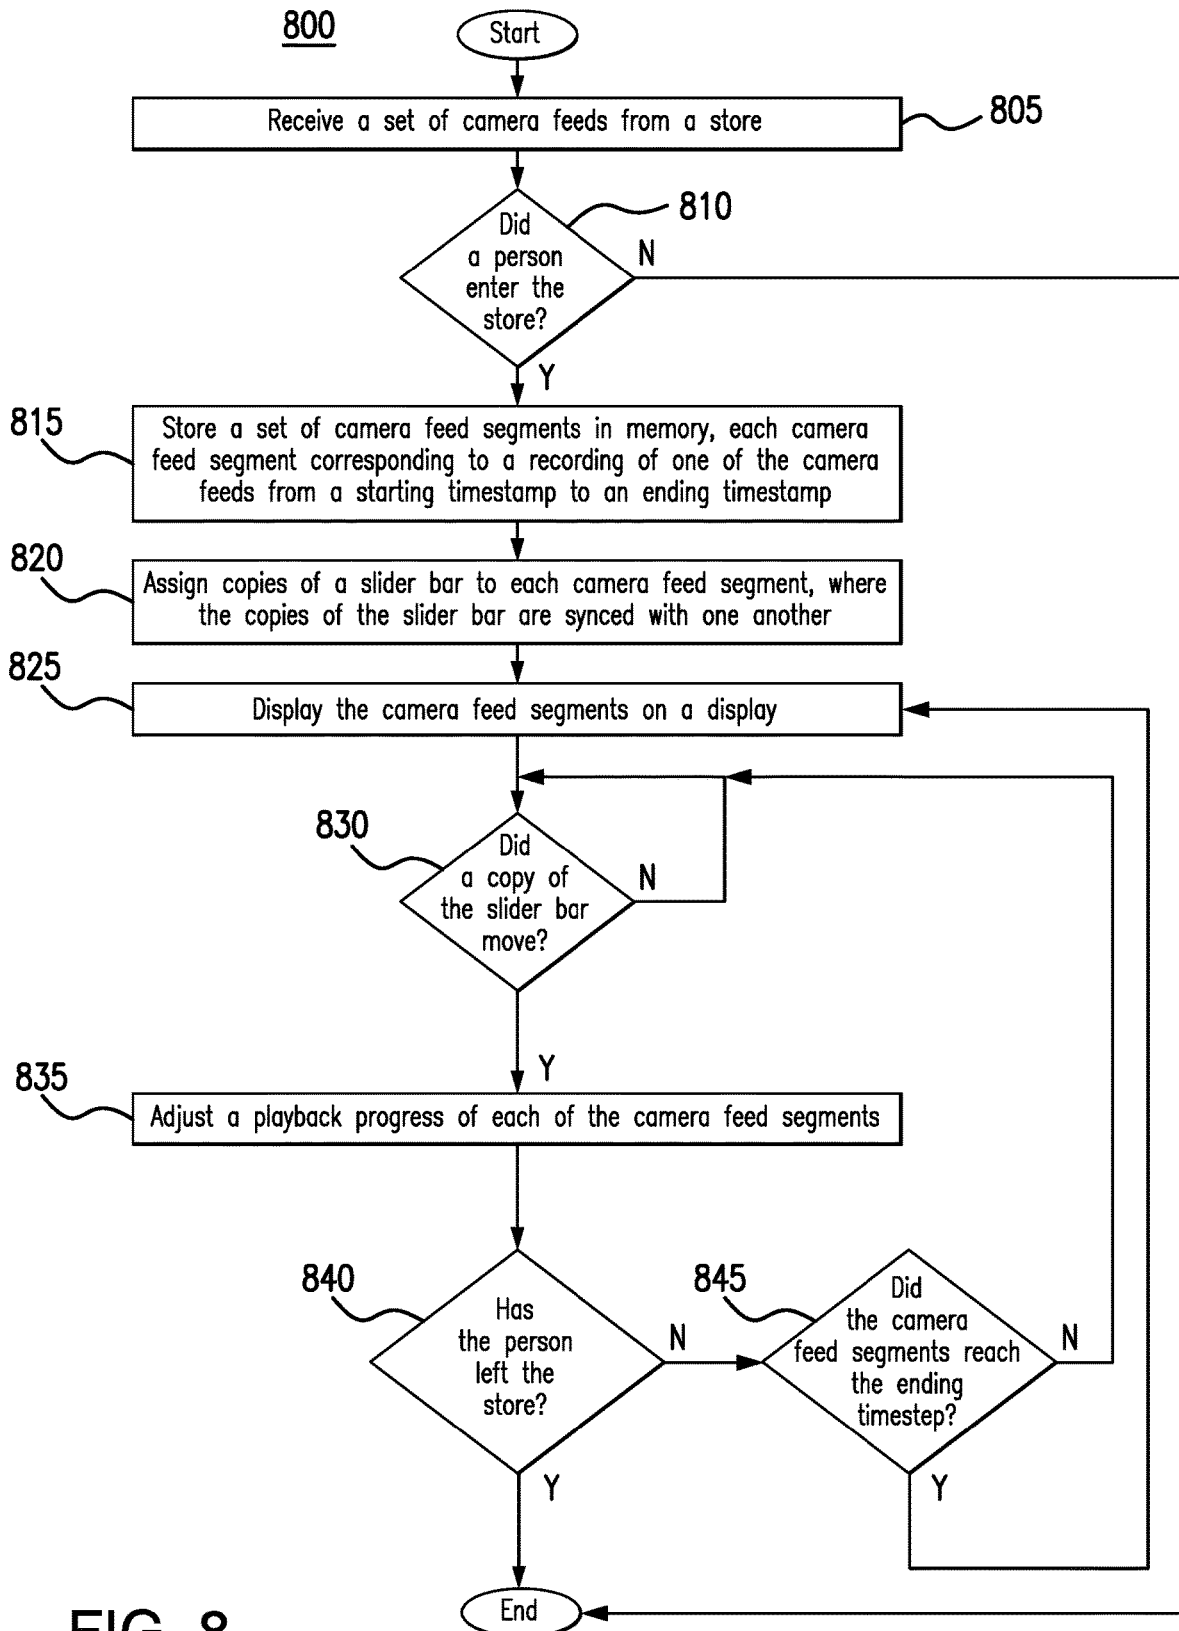 800
Start
Receive a set of camera feeds from a store
805
810
Did
a person
enter the
store?
N
Y
815
Store a set of camera feed segments in memory, each camera
feed segment corresponding to a recording of one of the camera
feeds from a starting timestamp to an ending timestamp
820
Assign copies of a slider bar to each camera feed segment, where
the copies of the slider bar are synced with one another
825
Display the camera feed segments on a display
830
Did
a copy of
the slider bar
move?
N
Y
835
Adjust a playback progress of each of the camera feed segments
840
Has
the person
left the
store?
N
Y
845
Did
the camera
feed segments reach
the ending
timestep?
N
Y
End
FIG. 8